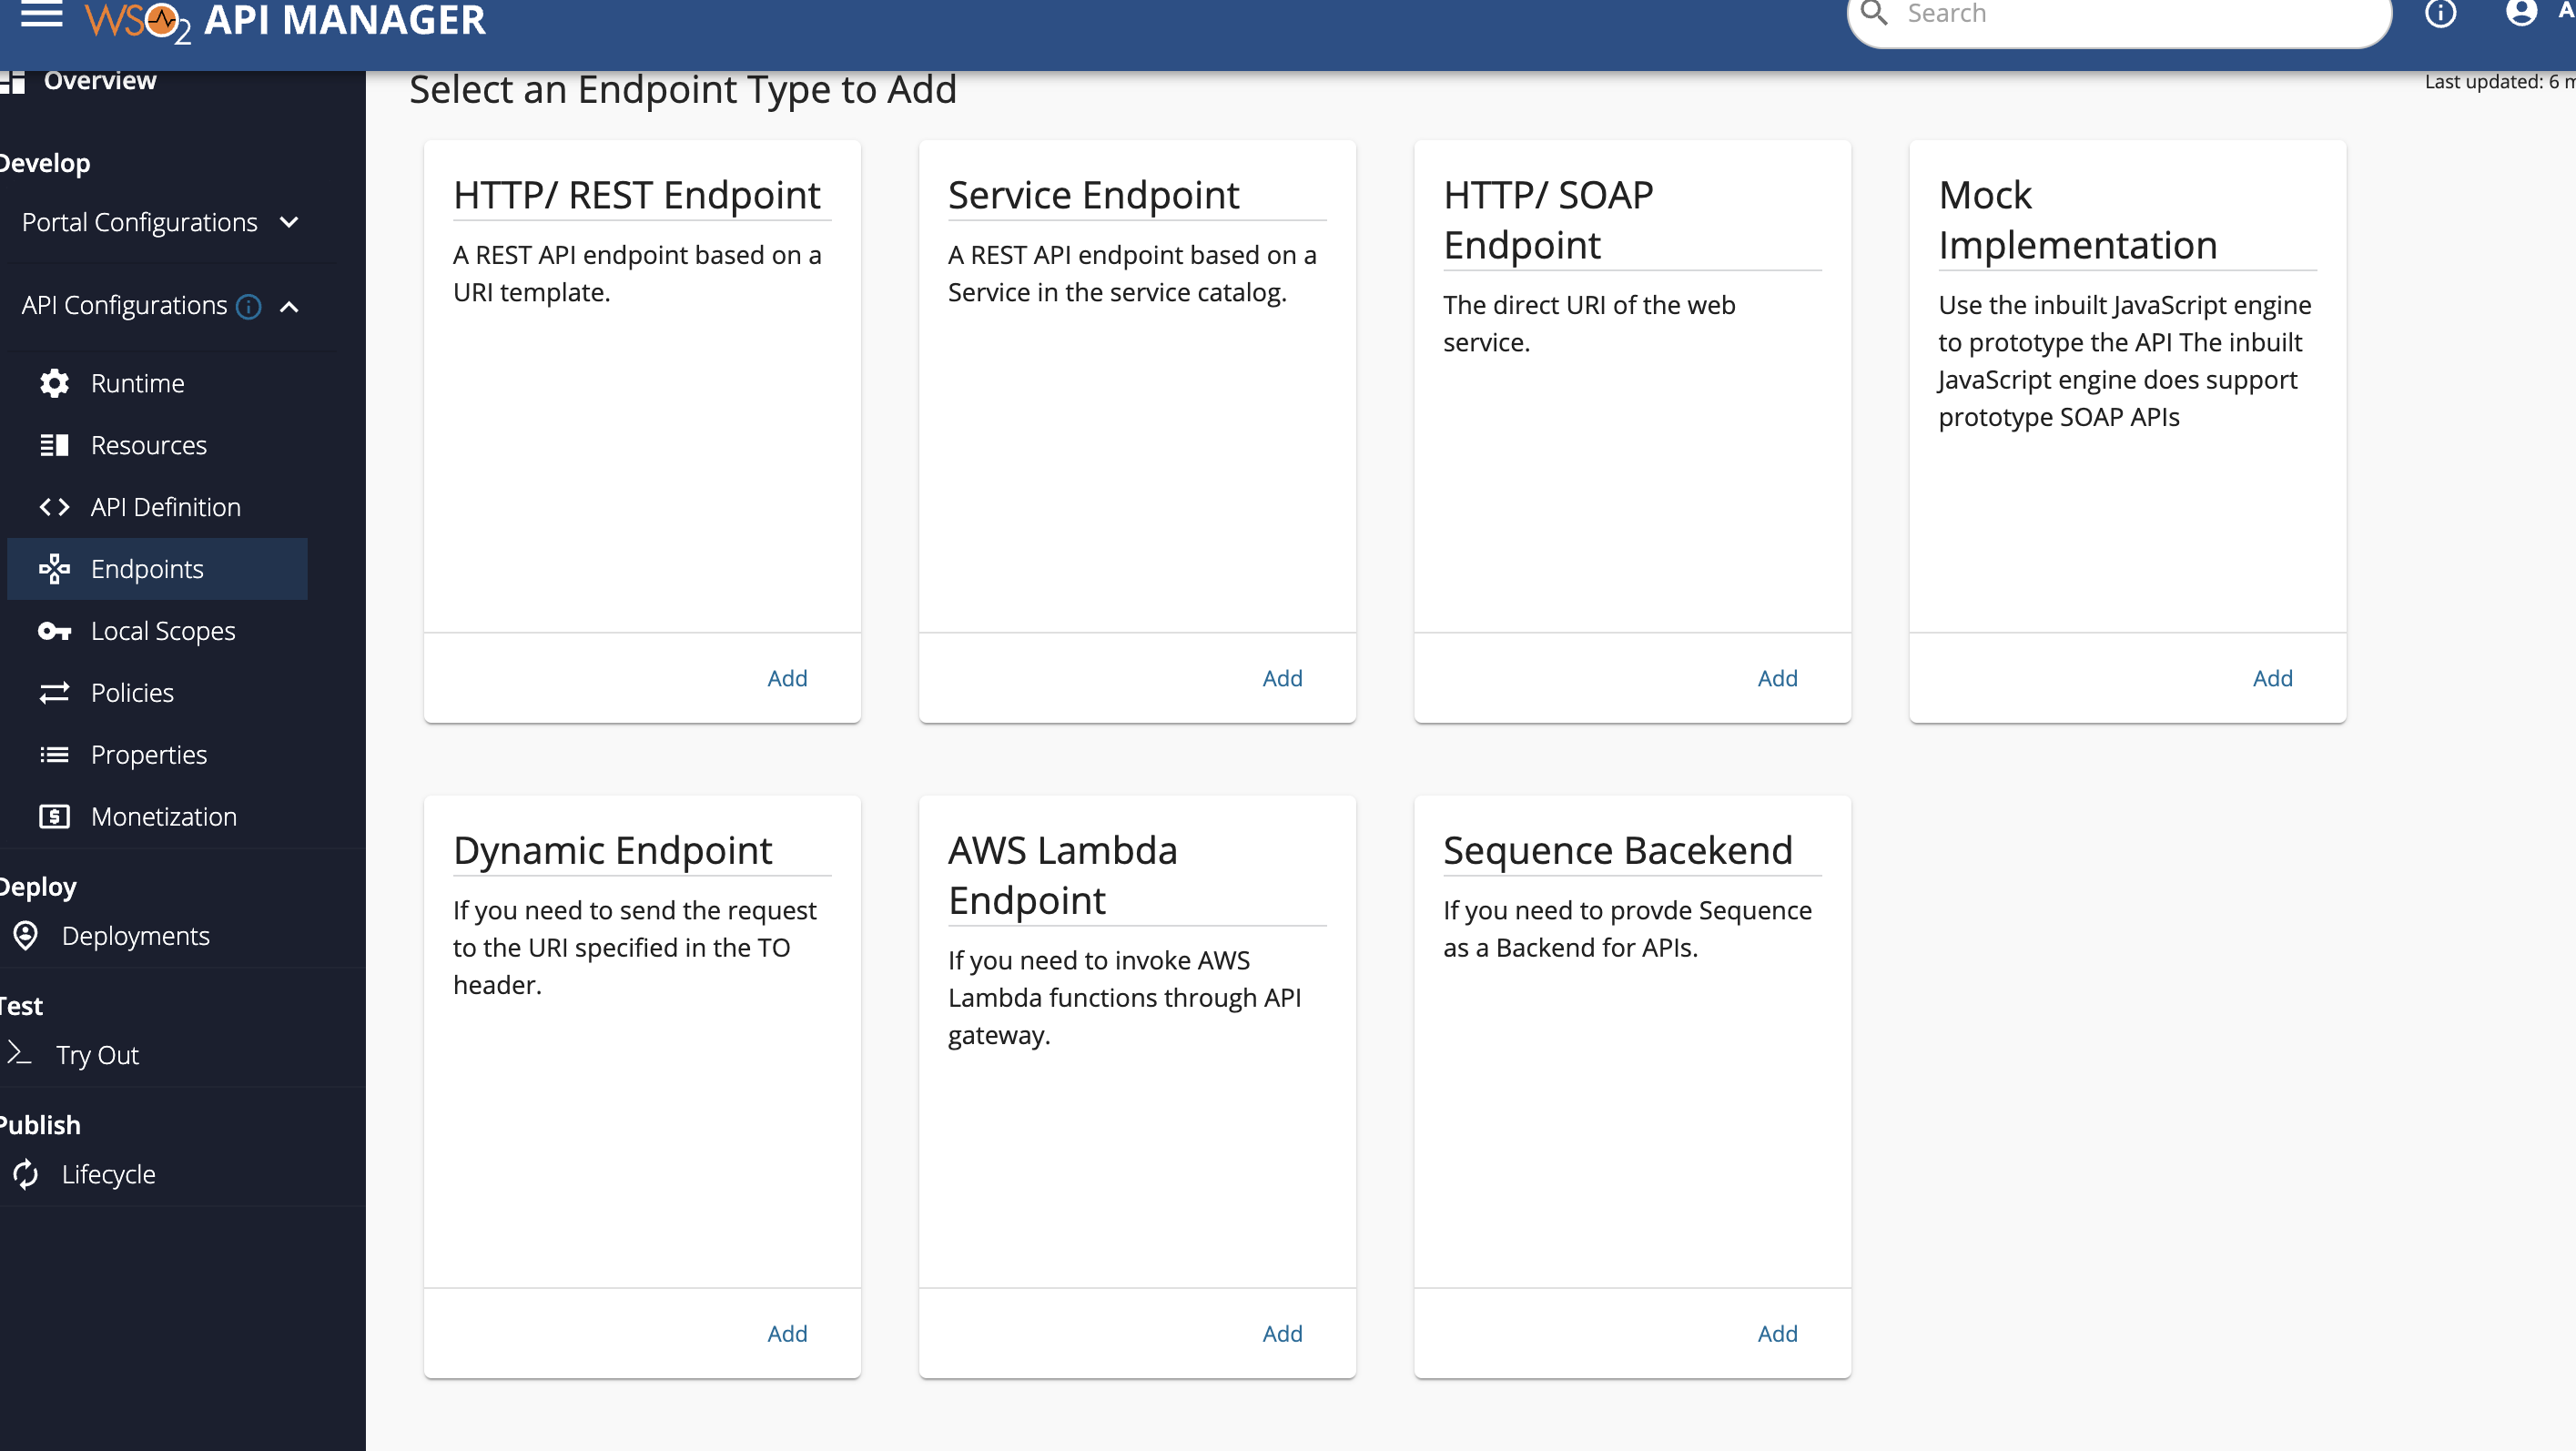 WSO2 API MANAGER
Search
Overview
Develop
Portal Configurations
API Configurations
Runtime
Resources
API Definition
Endpoints
Local Scopes
Policies
Properties
Monetization
Deploy
Deployments
Test
Try Out
Publish
Lifecycle
Select an Endpoint Type to Add
Last updated: 6
HTTP/ REST Endpoint
A REST API endpoint based on a
URI template.
Add
Service Endpoint
A REST API endpoint based on a
Service in the service catalog.
Add
HTTP/ SOAP
Endpoint
The direct URI of the web
service.
Add
Mock
Implementation
Use the inbuilt JavaScript engine
to prototype the API The inbuilt
JavaScript engine does support
prototype SOAP APIs
Add
Dynamic Endpoint
If you need to send the request
to the URI specified in the TO
header.
Add
AWS Lambda
Endpoint
If you need to invoke AWS
Lambda functions through API
gateway.
Add
Sequence Bacekend
If you need to provde Sequence
as a Backend for APIs.
Add